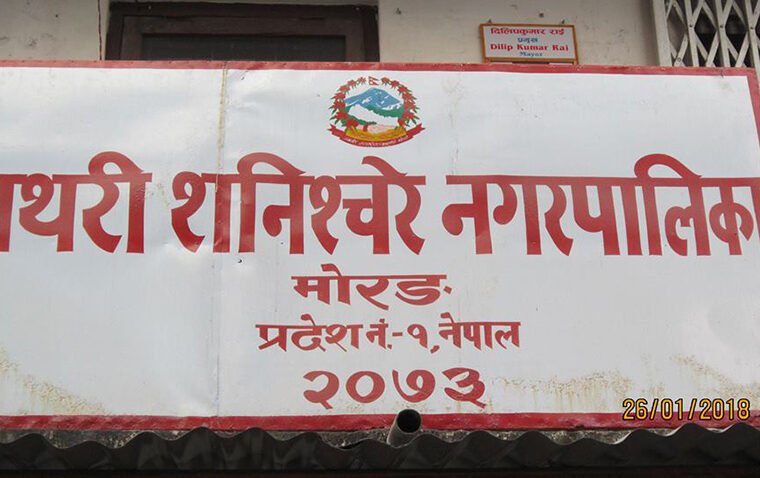 दिलिपकुमार राई
प्रमुख
Dilip Kumar Rai
Mayor
थरी शनिश्चरे नगरपालिका
मोरङ
प्रदेश नं.-१, नेपाल
२०७३
26/01/2018